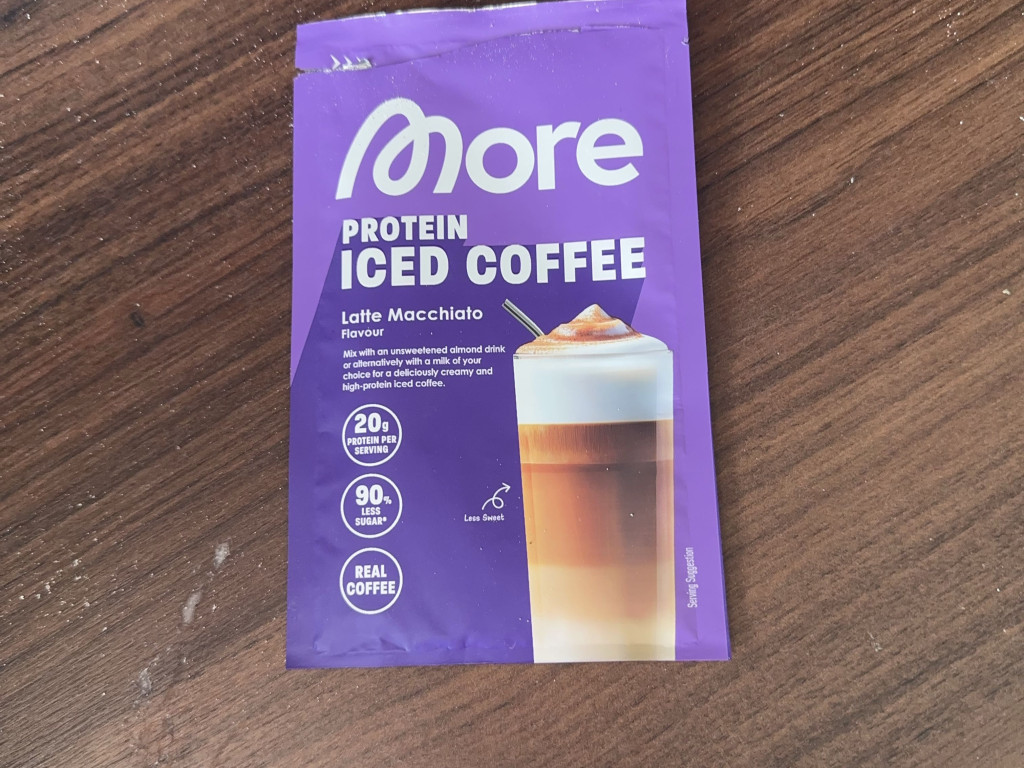 More
PROTEIN
ICED COFFEE
Latte Macchiato
Flavour
Mix with an unsweetened almond drink
or alternatively with a milk of your
choice for a deliciously creamy and
high-protein iced coffee.
20g
PROTEIN PER
SERVING
90%
LESS
SUGAR*
Less Sweet
REAL
COFFEE
Serving Suggestion